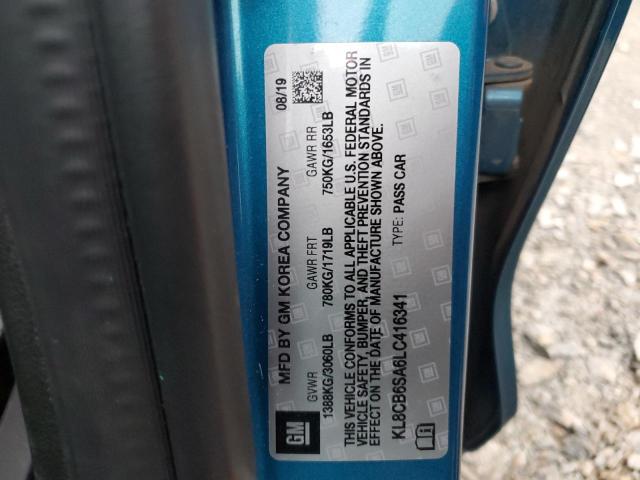 GM
MFD BY GM KOREA COMPANY 08/19
GVWR GAWR FRT GAWR RR
1388KG/3060LB 780KG/1719LB 750KG/1653LB
THIS VEHICLE CONFORMS TO ALL APPLICABLE U.S. FEDERAL MOTOR
VEHICLE SAFETY, BUMPER, AND THEFT PREVENTION STANDARDS IN
EFFECT ON THE DATE OF MANUFACTURE SHOWN ABOVE.
KL8CB6SA6LC416341 TYPE: PASS CAR